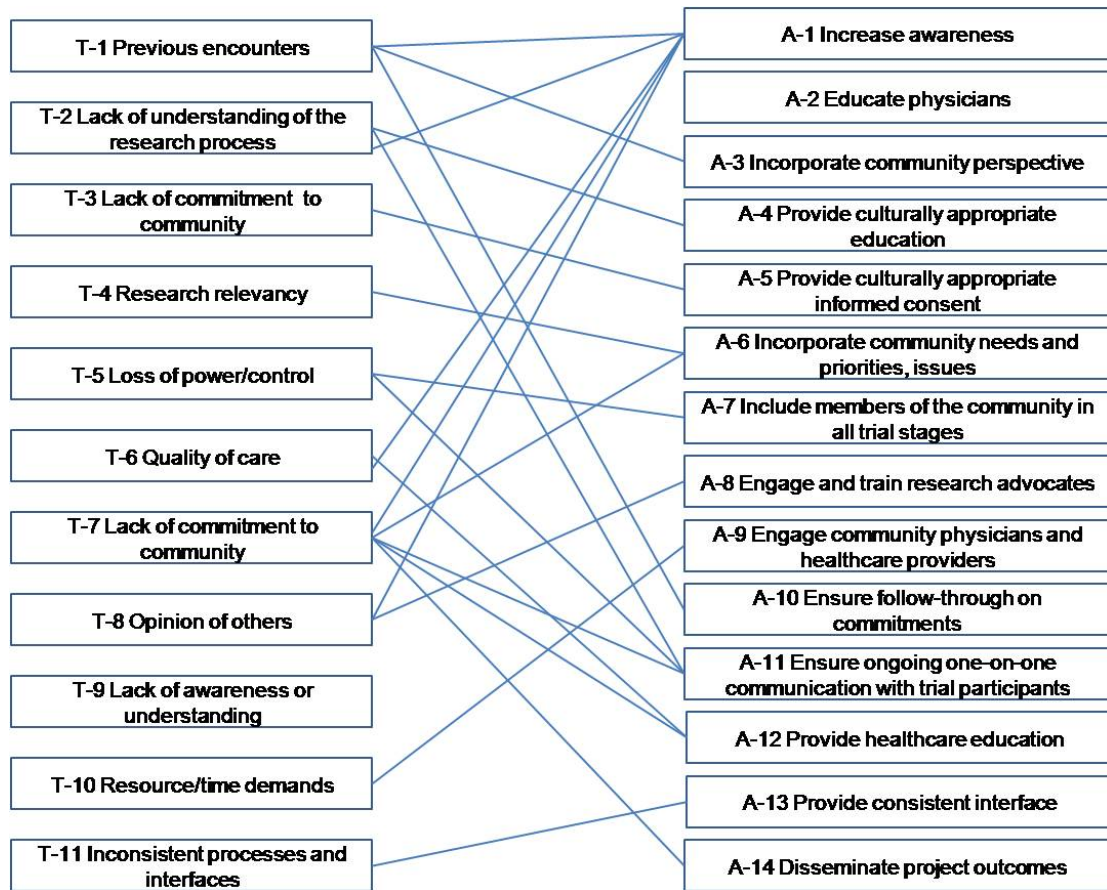 T-1 Previous encounters
T-2 Lack of understanding of the
research process
T-3 Lack of commitment to
community
T-4 Research relevancy
T-5 Loss of power/control
T-6 Quality of care
T-7 Lack of commitment to
community
T-8 Opinion of others
T-9 Lack of awareness or
understanding
T-10 Resource/time demands
T-11 Inconsistent processes and
interfaces
A-1 Increase awareness
A-2 Educate physicians
A-3 Incorporate community perspective
A-4 Provide culturally appropriate
education
A-5 Provide culturally appropriate
informed consent
A-6 Incorporate community needs and
priorities, issues
A-7 Include members of the community in
all trial stages
A-8 Engage and train research advocates
A-9 Engage community physicians and
healthcare providers
A-10 Ensure follow-through on
commitments
A-11 Ensure ongoing one-on-one
communication with trial participants
A-12 Provide healthcare education
A-13 Provide consistent interface
A-14 Disseminate project outcomes